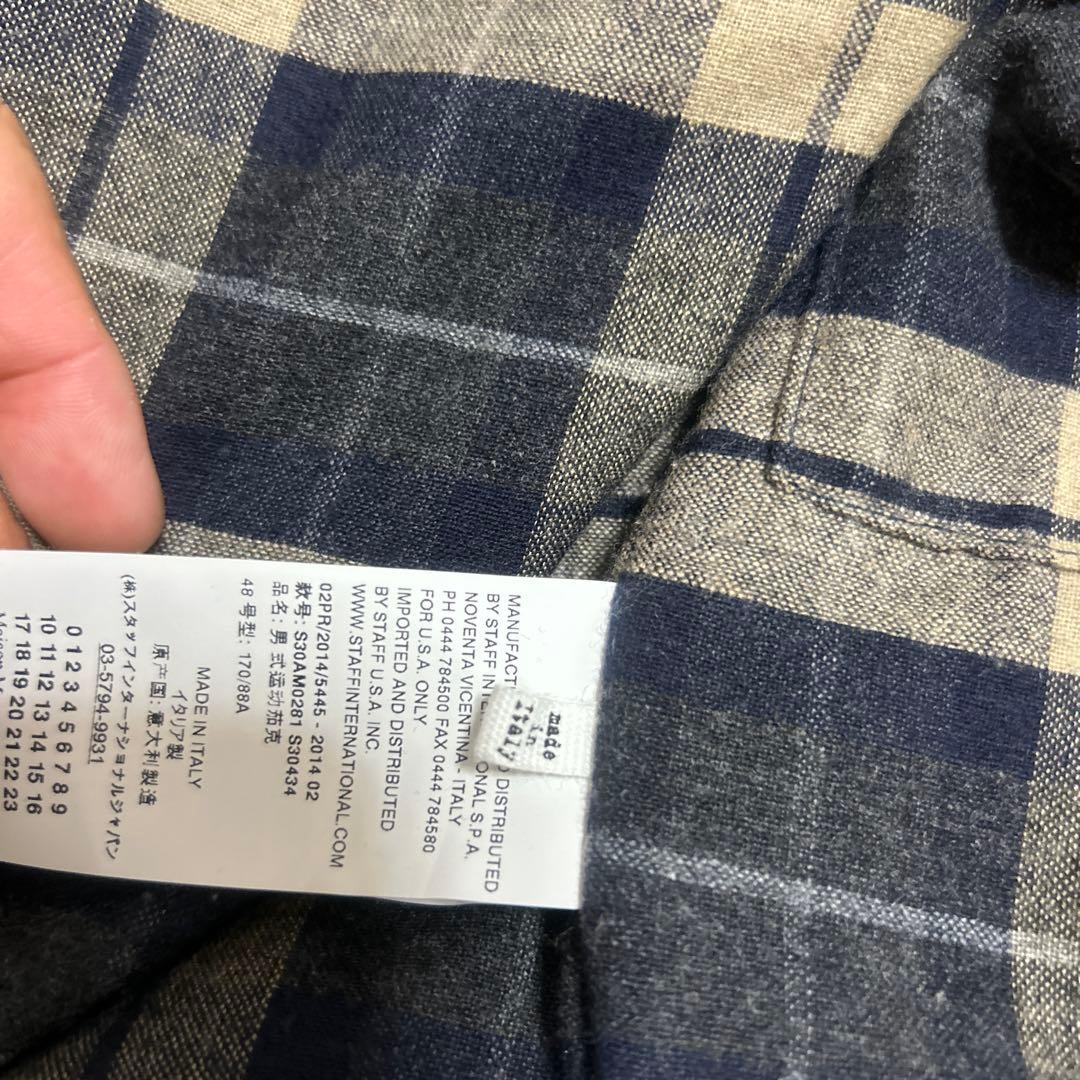 MANUFACT D DISTRIBUTED
BY STAFF INTE ONAL S.P.A.
NOVENTA VICENTINA - ITALY
PH 0444 784500 FAX 0444 784580
FOR U.S.A. ONLY
IMPORTED AND DISTRIBUTED
BY STAFF U.S.A. INC.
WWW.STAFFINTERNATIONAL.COM
02PR/2014/5445 - 2014 02
款号: S30AM0281 S30434
品名: 男式运动茄克
48 号型: 170/88A
MADE IN ITALY
イタリア製
原产国: 意大利製造
(株)スタッフインターナショナルジャパン
03-5794-9931
0 1 2 3 4 5 6 7 8 9
10 11 12 13 14 15 16
17 18 19 20 21 22 23
made
in
Italy